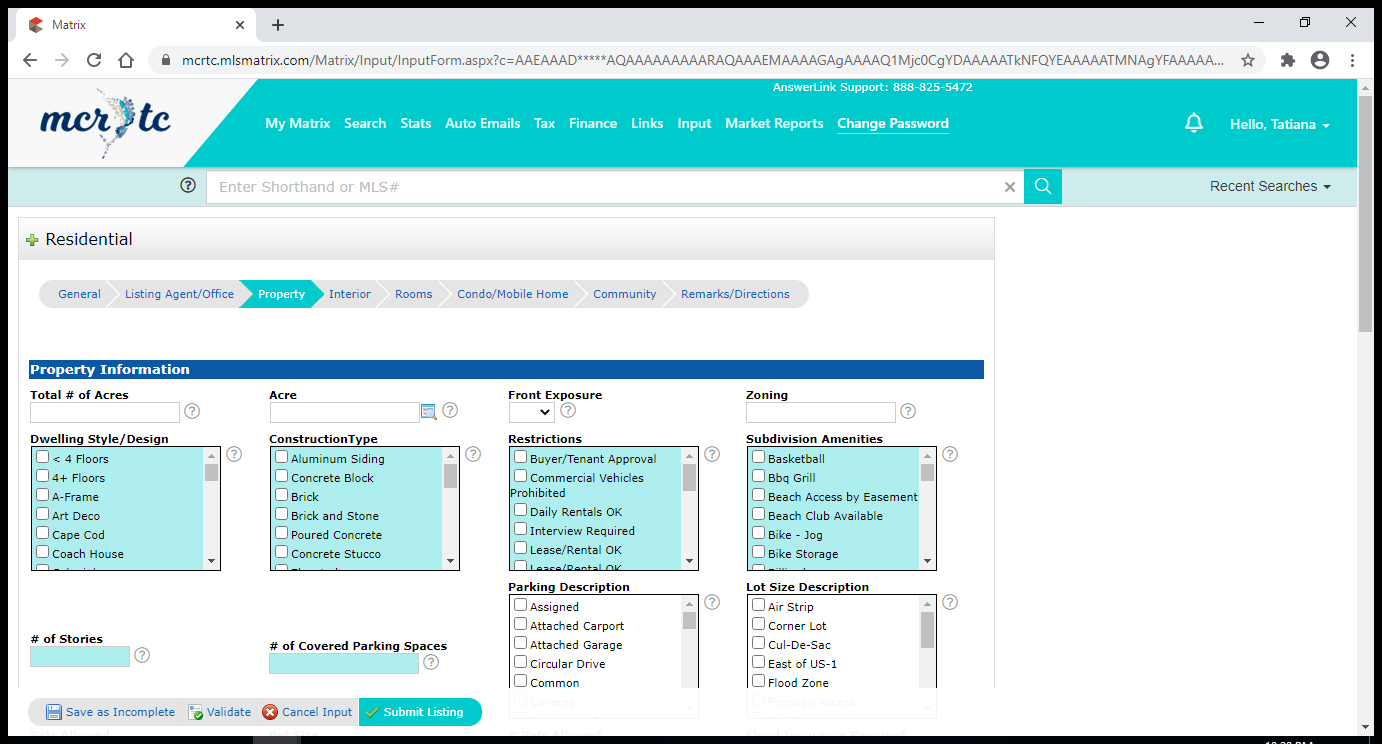 Matrix
mcrtc.mlsmatrix.com/Matrix/Input/InputForm.aspx?c=AAEAAAD*****AQAAAAAAAAARAQAAAEMAAAAGAgAAAAQ1Mjc0CgYDAAAAATkNFQYEAAAAATMNAgYFAAAAA...
AnswerLink Support: 888-825-5472
mcr tc
My Matrix Search Stats Auto Emails Tax Finance Links Input Market Reports Change Password
Hello, Tatiana
Enter Shorthand or MLS#
Recent Searches
Residential
General Listing Agent/Office Property Interior Rooms Condo/Mobile Home Community Remarks/Directions
Property Information
Total # of Acres Acre Front Exposure Zoning
Dwelling Style/Design ConstructionType Restrictions Subdivision Amenities
< 4 Floors
4+ Floors
A-Frame
Art Deco
Cape Cod
Coach House
Aluminum Siding
Concrete Block
Brick
Brick and Stone
Poured Concrete
Concrete Stucco
Buyer/Tenant Approval
Commercial Vehicles
Prohibited
Daily Rentals OK
Interview Required
Lease/Rental OK
Lease/Rental OK
Basketball
Bbq Grill
Beach Access by Easement
Beach Club Available
Bike - Jog
Bike Storage
Parking Description Lot Size Description
# of Stories # of Covered Parking Spaces
Assigned
Attached Carport
Attached Garage
Circular Drive
Common
Covered
Air Strip
Corner Lot
Cul-De-Sac
East of US-1
Flood Zone
Freeway Access
Save as Incomplete Validate Cancel Input Submit Listing